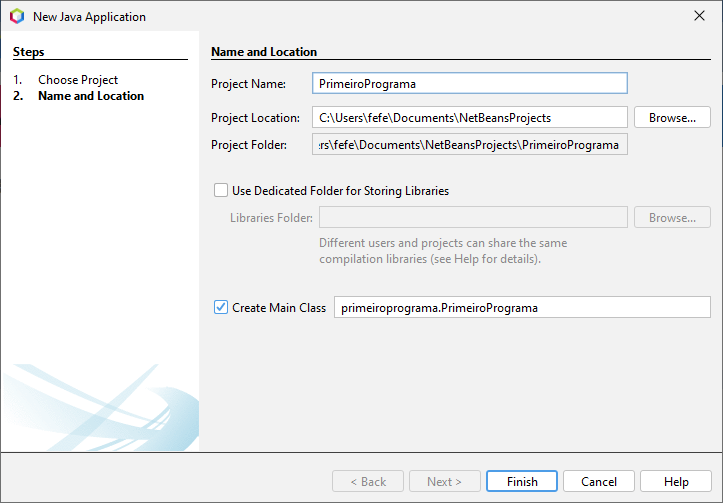 New Java Application
Steps
1. Choose Project
2. Name and Location
Name and Location
Project Name: PrimeiroPrograma
Project Location: C:\Users\fefe\Documents\NetBeansProjects Browse...
Project Folder: ers\fefe\Documents\NetBeansProjects\PrimeiroPrograma
Use Dedicated Folder for Storing Libraries
Libraries Folder: Browse...
Different users and projects can share the same
compilation libraries (see Help for details).
Create Main Class primeiroprograma.PrimeiroPrograma
< Back Next > Finish Cancel Help